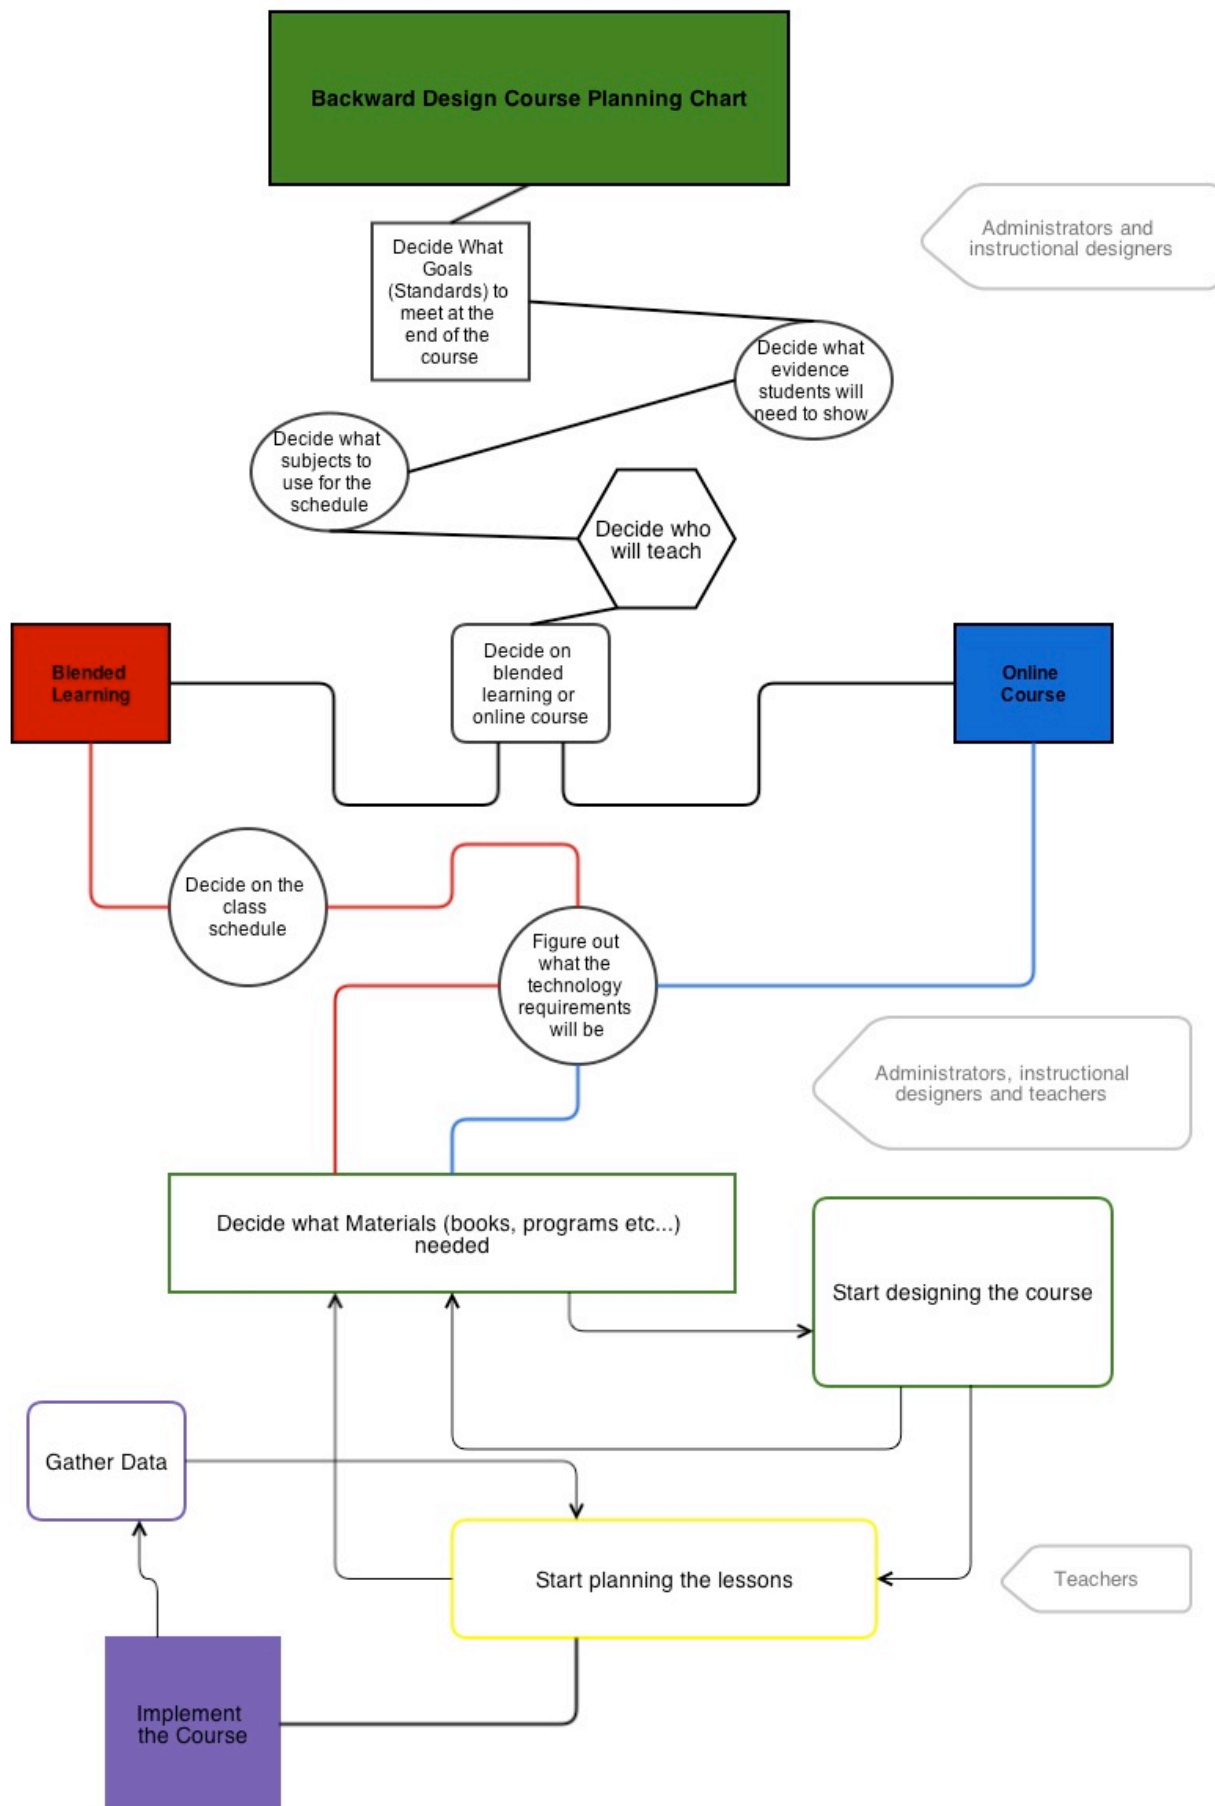 Backward Design Course Planning Chart
Administrators and
instructional designers
Decide What
Goals
(Standards) to
meet at the
end of the
course
Decide what
evidence
students will
need to show
Decide what
subjects to
use for the
schedule
Decide who
will teach
Blended
Learning
Decide on
blended
learning or
online course
Online
Course
Decide on the
class
schedule
Figure out
what the
technology
requirements
will be
Administrators, instructional
designers and teachers
Decide what Materials (books, programs etc...)
needed
Start designing the course
Gather Data
Start planning the lessons
Teachers
Implement
the Course